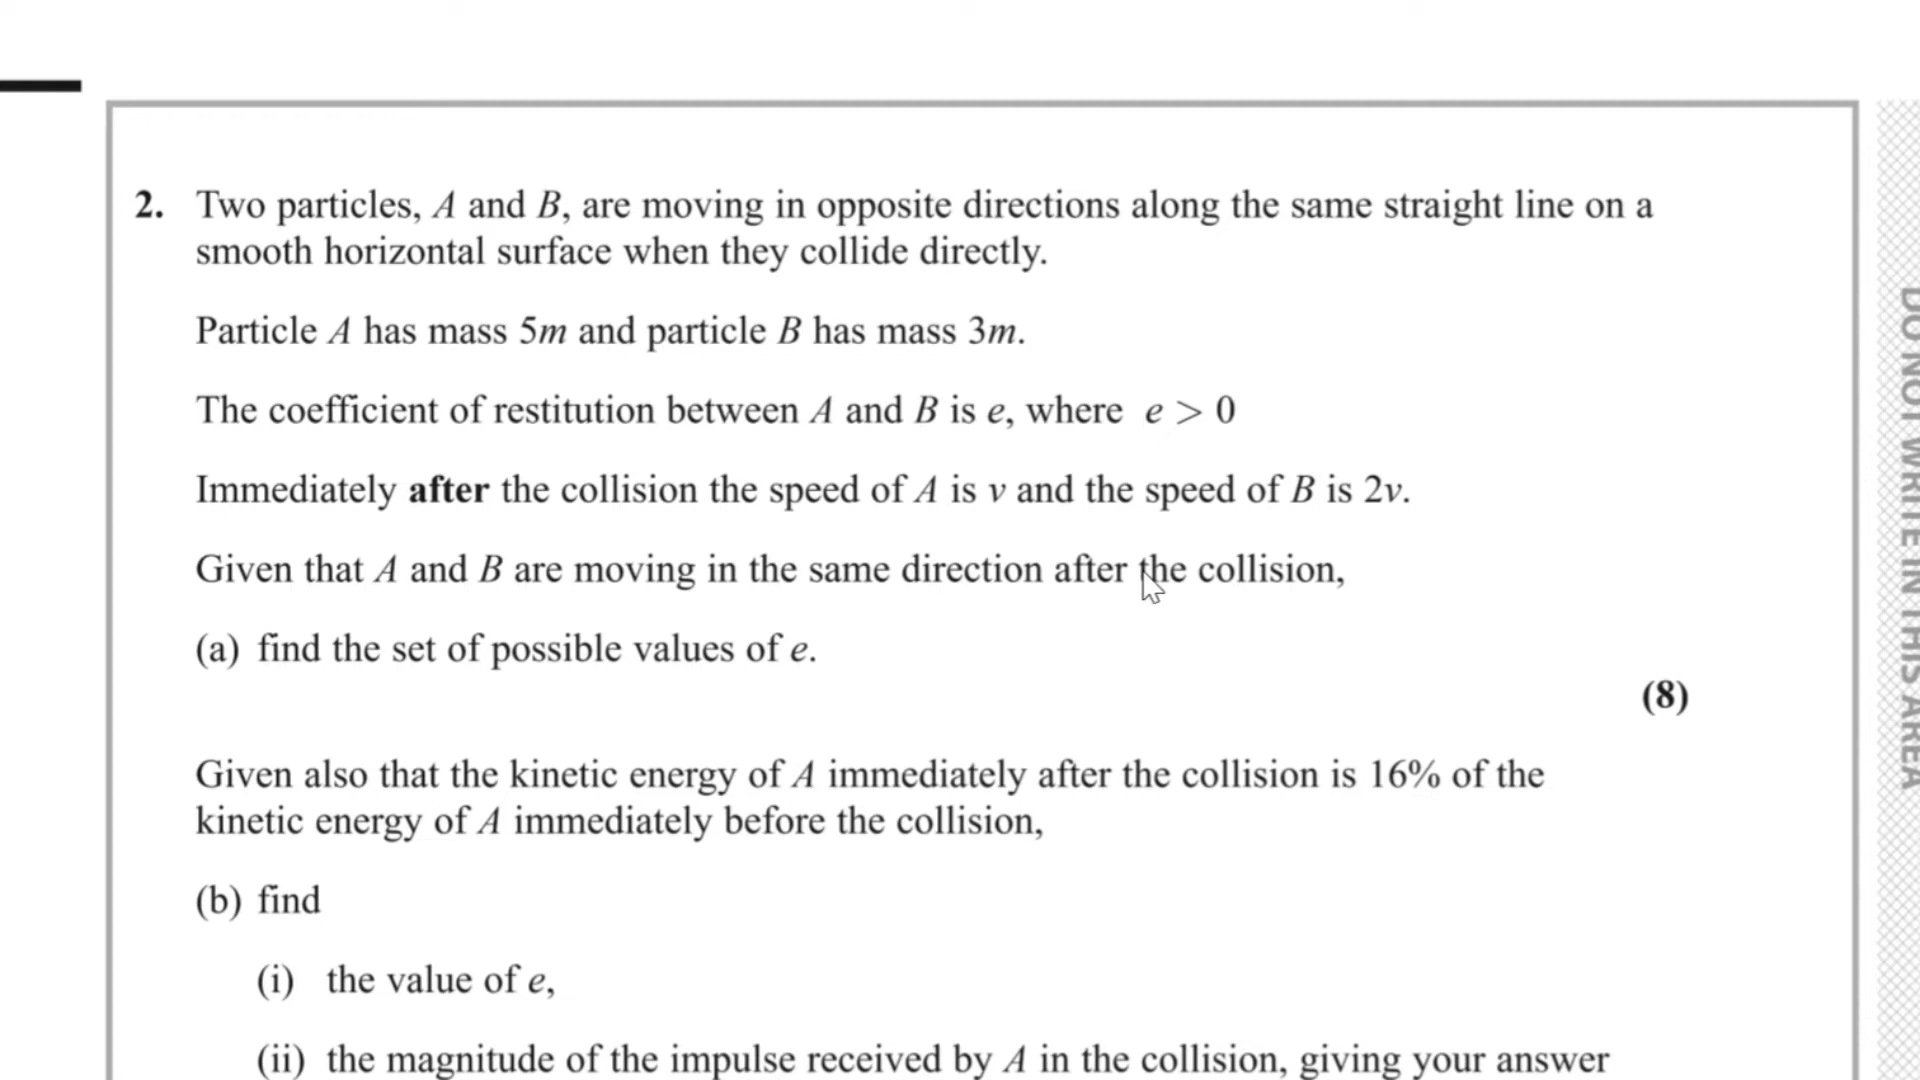 2. Two particles, A and B, are moving in opposite directions along the same straight line on a
smooth horizontal surface when they collide directly.
Particle A has mass 5m and particle B has mass 3m.
The coefficient of restitution between A and B is e, where e > 0
Immediately after the collision the speed of A is v and the speed of B is 2v.
Given that A and B are moving in the same direction after the collision,
(a) find the set of possible values of e.
(8)
Given also that the kinetic energy of A immediately after the collision is 16% of the
kinetic energy of A immediately before the collision,
(b) find
(i) the value of e,
(ii) the magnitude of the impulse received by A in the collision, giving your answer
DO NOT WRITE IN THIS AREA